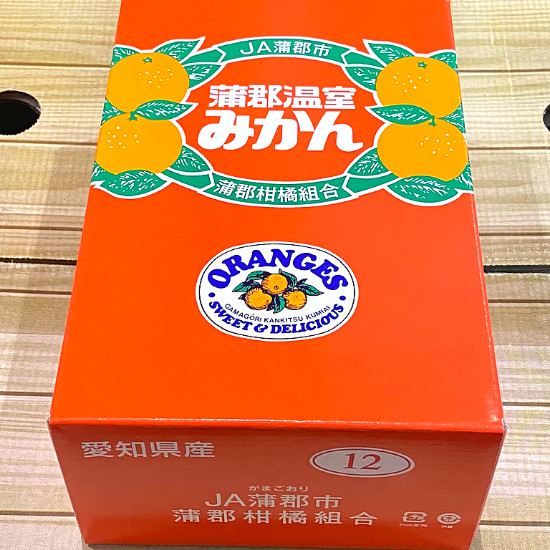 JA蒲郡市
蒲郡温室
みかん
蒲郡柑橘組合
ORANGES
GAMAGŌRI KANKITSU KUMIAI
・SWEET & DELICIOUS・
愛知県産
12
がまごおり
JA蒲郡市
蒲郡柑橘組合